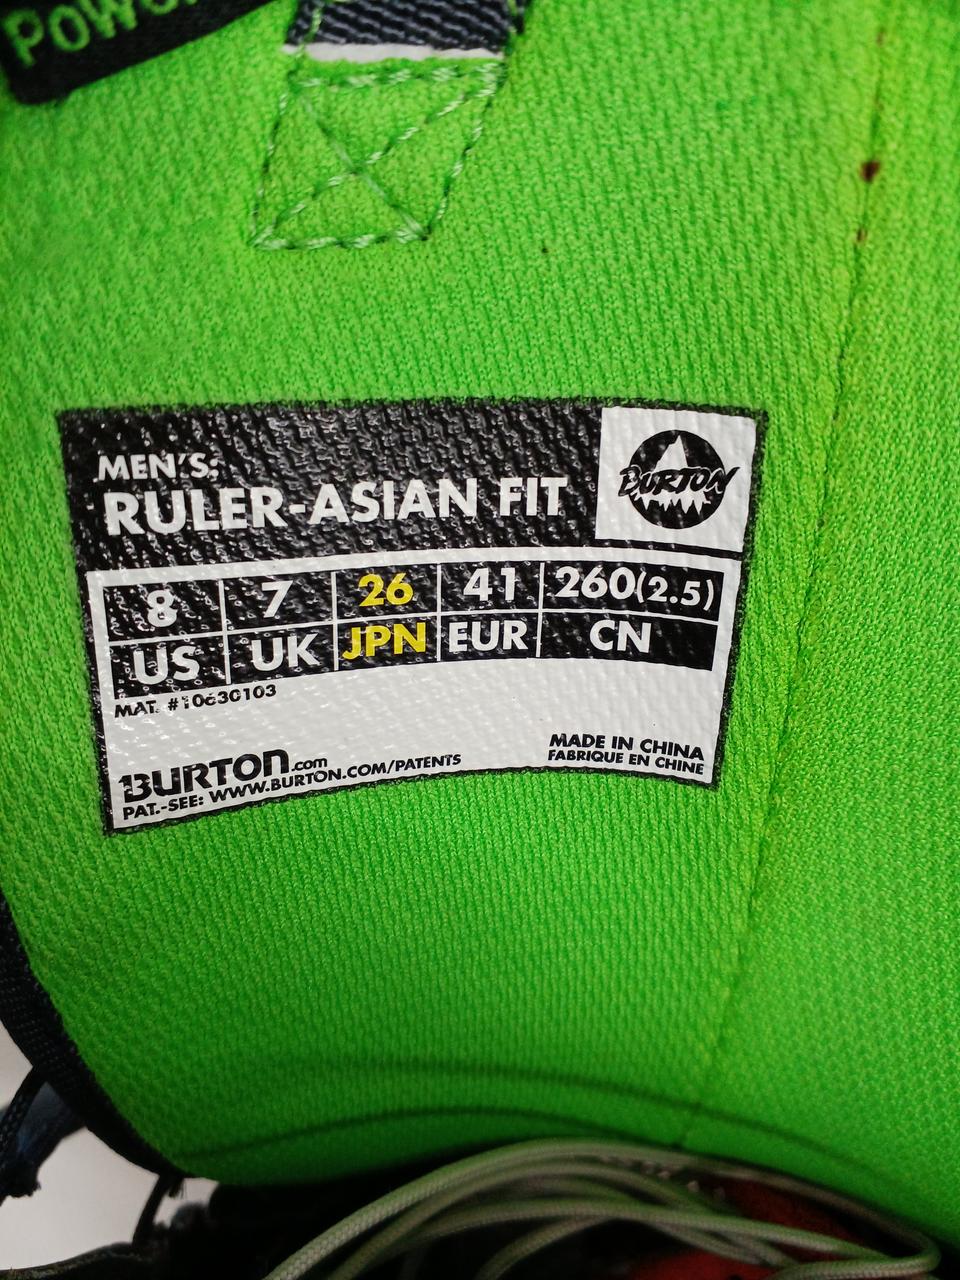 POW
MEN'S:
RULER-ASIAN FIT
BURTON
8 7 26 41 260(2.5)
US UK JPN EUR CN
MAT. #10630103
BURTON.com
PAT.-SEE: WWW.BURTON.COM/PATENTS
MADE IN CHINA
FABRIQUE EN CHINE